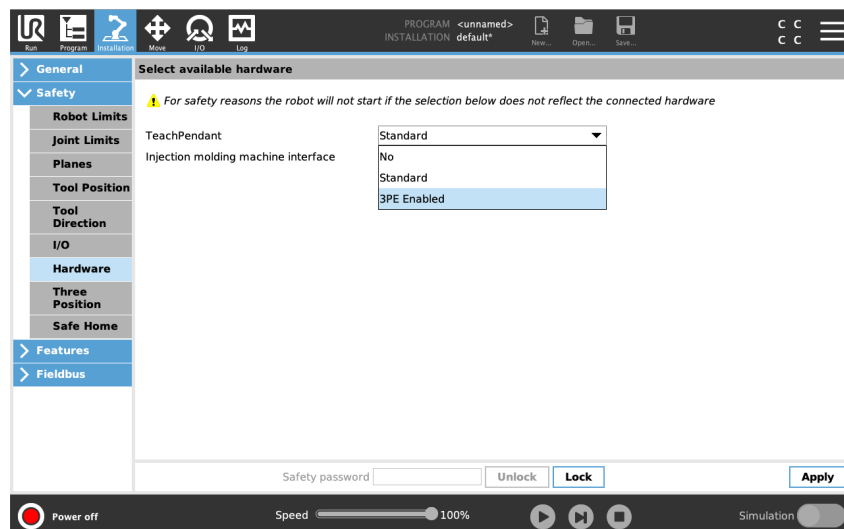 PROGRAM <unnamed>
INSTALLATION default*
UR
Run
Program
Installation
Move
I/O
Log
New...
Open...
Save...
C C
C C
General
Safety
Robot Limits
Joint Limits
Planes
Tool Position
Tool
Direction
I/O
Hardware
Three
Position
Safe Home
Features
Fieldbus
Select available hardware
For safety reasons the robot will not start if the selection below does not reflect the connected hardware
TeachPendant
Standard
Injection molding machine interface
No
Standard
3PE Enabled
Safety password
Unlock
Lock
Apply
Power off
Speed
100%
Simulation